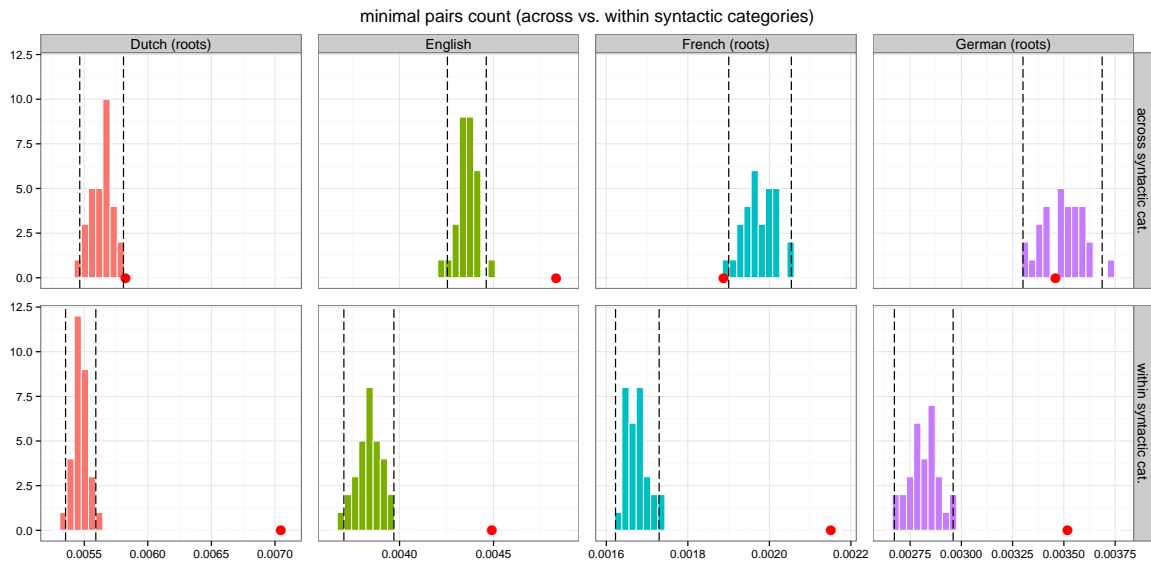 minimal pairs count (across vs. within syntactic categories)
Dutch (roots) English French (roots) German (roots)
12.5
10.0
7.5
5.0
2.5
0.0
across syntactic cat.
12.5
10.0
7.5
5.0
2.5
0.0
within syntactic cat.
0.0055 0.0060 0.0065 0.0070 0.0040 0.0045 0.0016 0.0018 0.0020 0.0022 0.00275 0.00300 0.00325 0.00350 0.00375